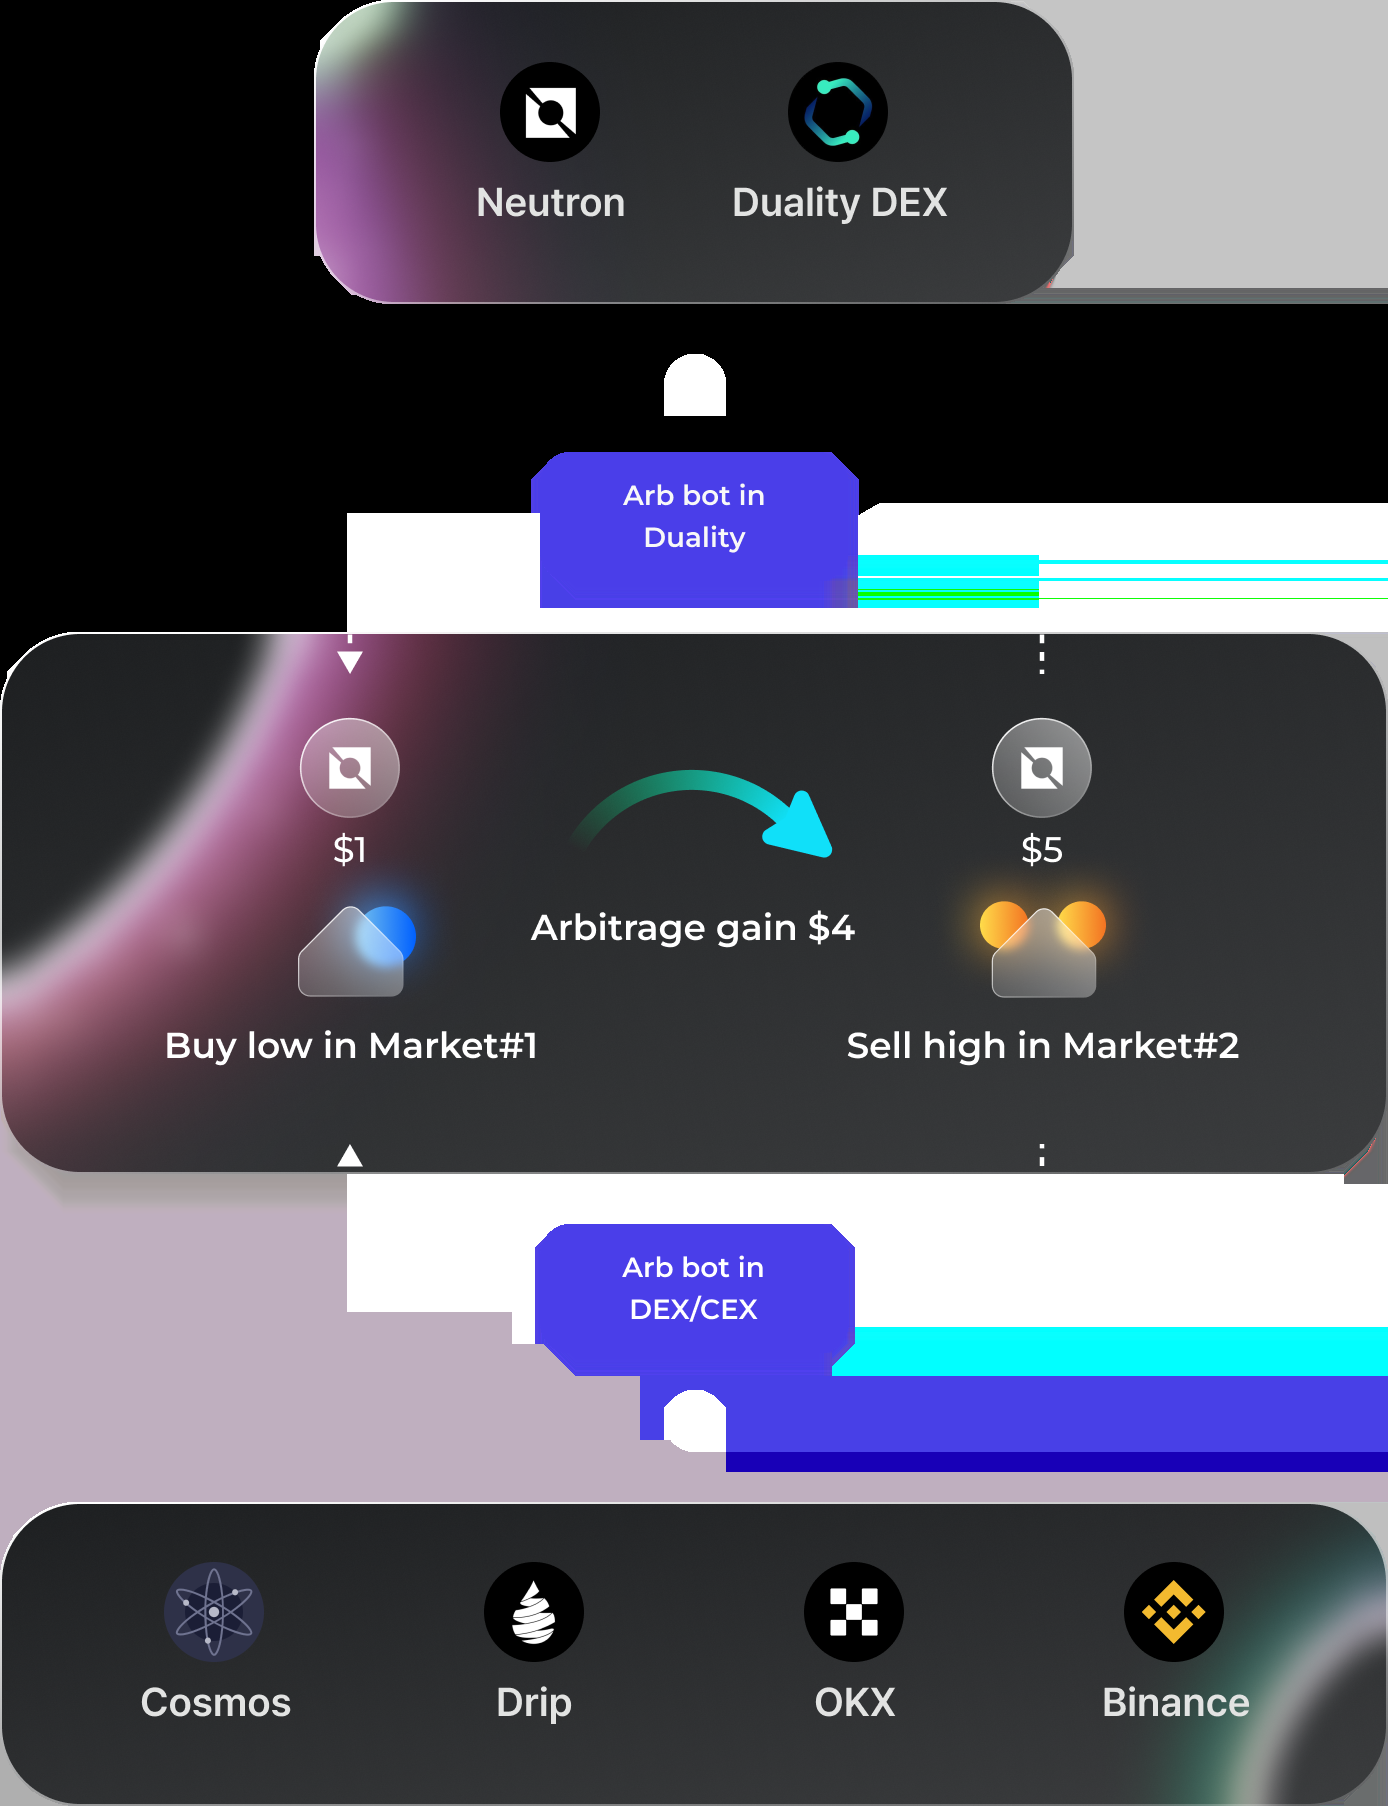 Neutron
Duality DEX
Arb bot in
Duality
$1
$5
Arbitrage gain $4
Buy low in Market#1
Sell high in Market#2
Arb bot in
DEX/CEX
Cosmos
Drip
OKX
Binance